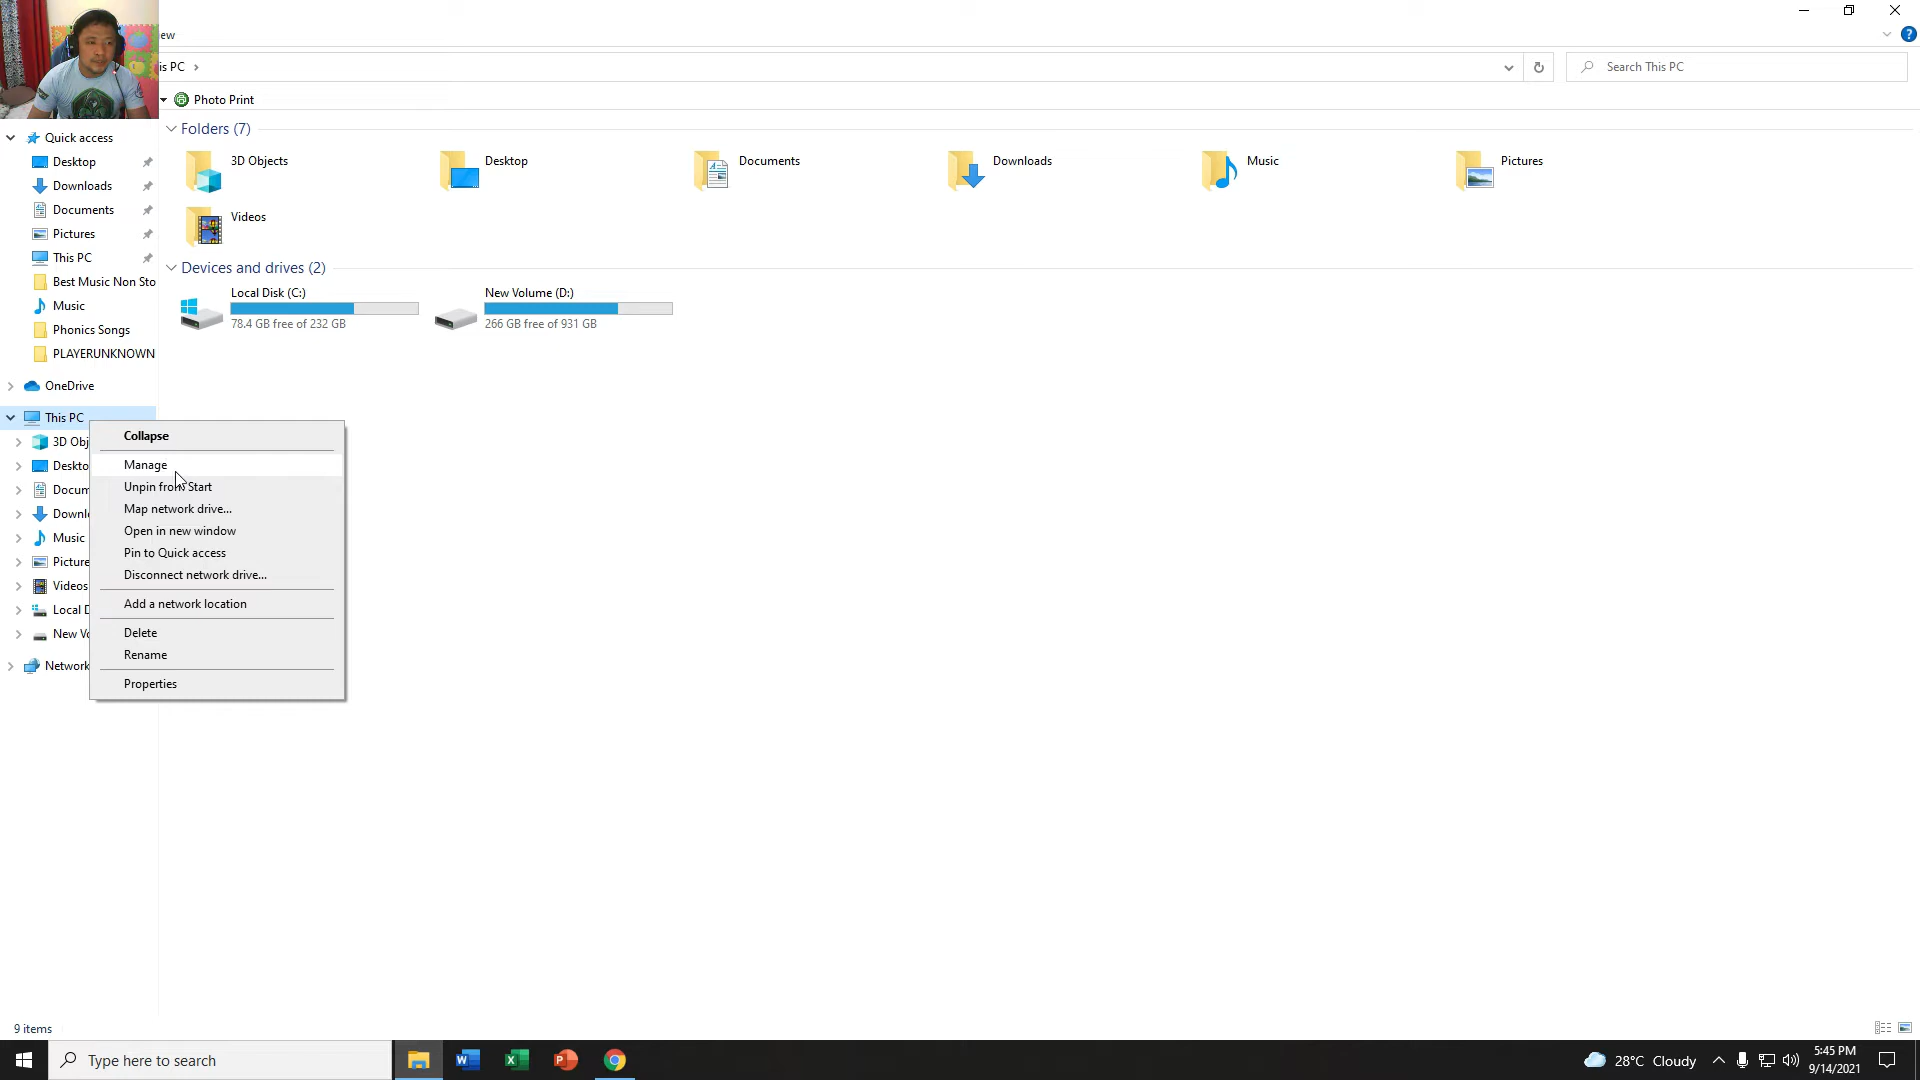 ew
is PC
Search This PC
Photo Print
Quick access
Desktop
Downloads
Documents
Pictures
This PC
Best Music Non Sto
Music
Phonics Songs
PLAYERUNKNOWN
OneDrive
This PC
3D Obj
Deskto
Docum
Downl
Music
Picture
Videos
Local D
New Vo
Network
Folders (7)
3D Objects
Desktop
Documents
Downloads
Music
Pictures
Videos
Devices and drives (2)
Local Disk (C:)
78.4 GB free of 232 GB
New Volume (D:)
266 GB free of 931 GB
Collapse
Manage
Unpin from Start
Map network drive...
Open in new window
Pin to Quick access
Disconnect network drive...
Add a network location
Delete
Rename
Properties
9 items
Type here to search
28°C Cloudy
5:45 PM
9/14/2021